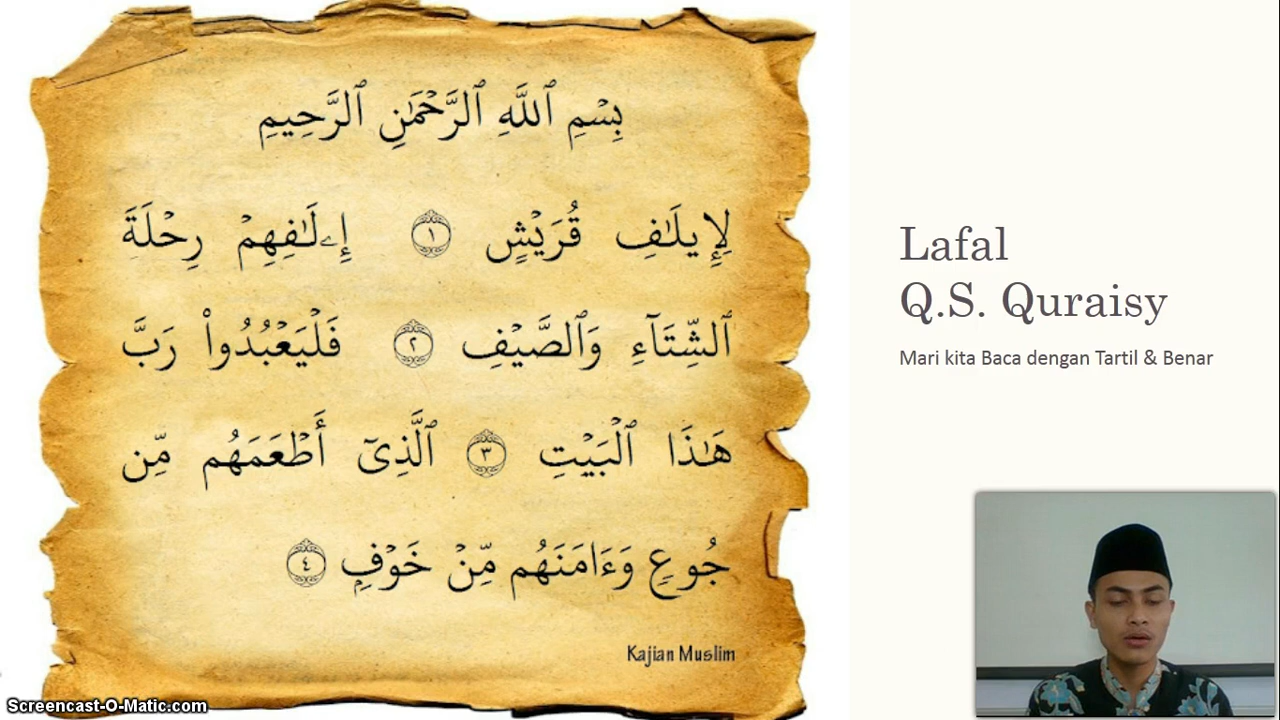 بِسْمِ ٱللَّهِ ٱلرَّحْمَٰنِ ٱلرَّحِيمِ
لِإِيلَٰفِ قُرَيْشٍ ١ إِۦلَٰفِهِمْ رِحْلَةَ
ٱلشِّتَآءِ وَٱلصَّيْفِ ٢ فَلْيَعْبُدُوا۟ رَبَّ
هَٰذَا ٱلْبَيْتِ ٣ ٱلَّذِىٓ أَطْعَمَهُم مِّن
جُوعٍ وَءَامَنَهُم مِّنْ خَوْفٍۭ ٤
Kajian Muslim
Lafal
Q.S. Quraisy
Mari kita Baca dengan Tartil & Benar
Screencast-O-Matic.com